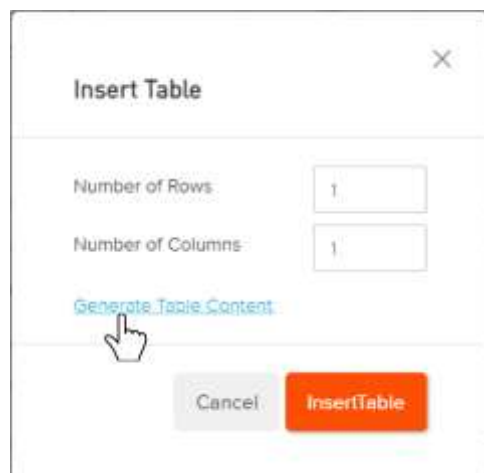 Insert Table
Number of Rows 1
Number of Columns 1
Generate Table Content
Cancel InsertTable